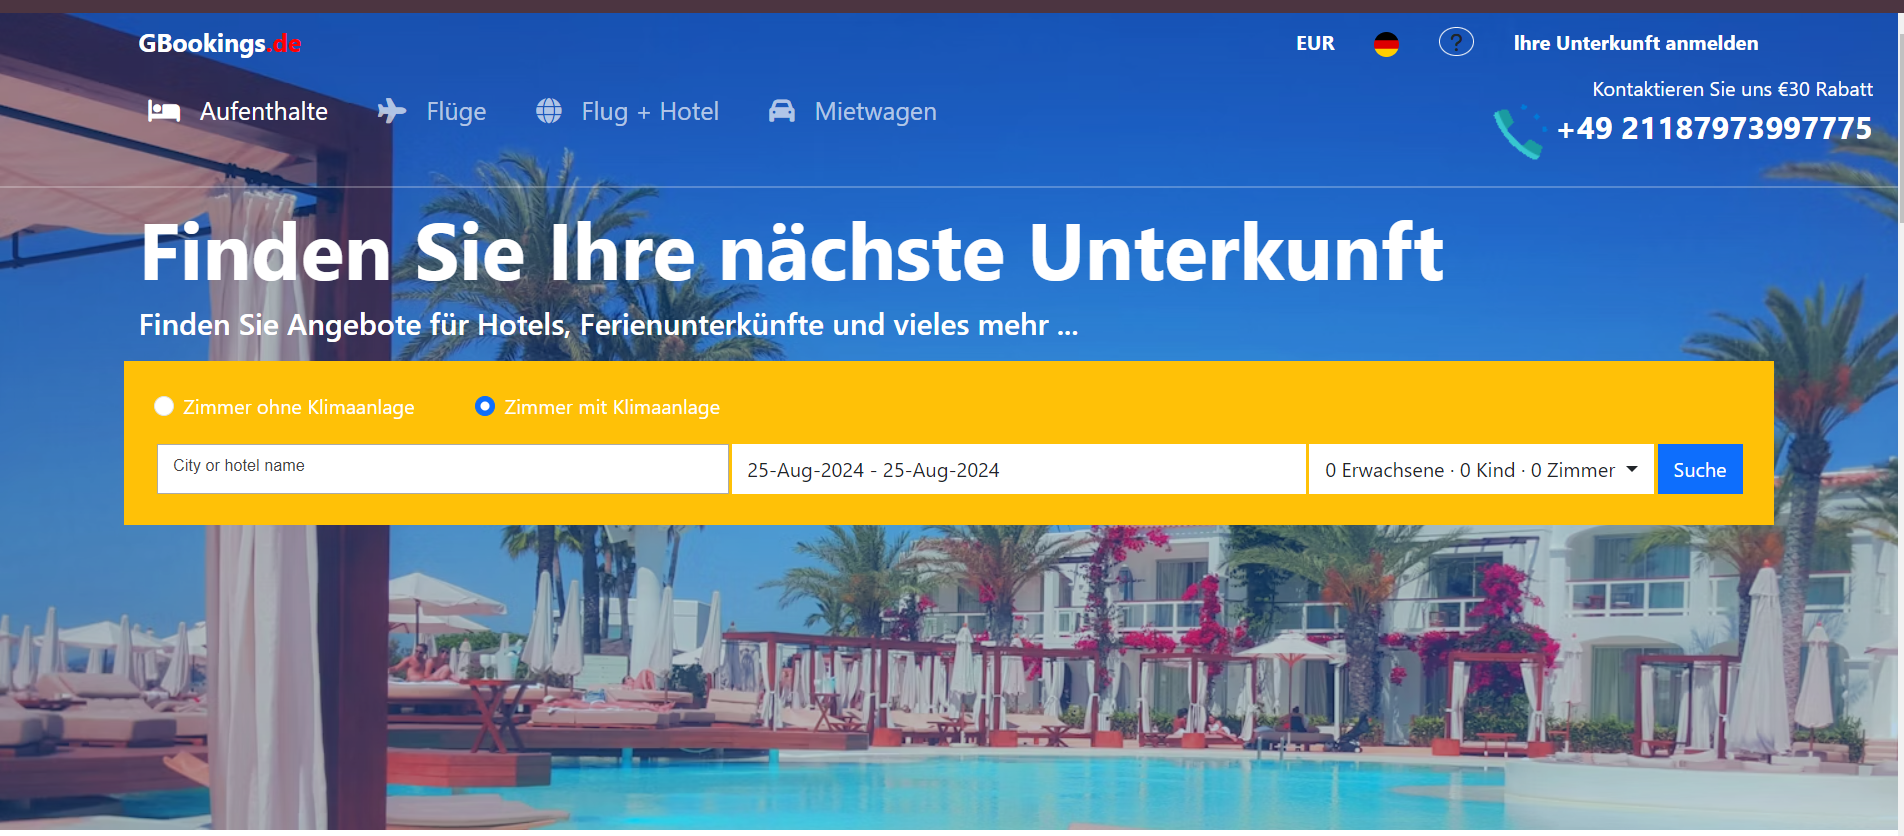 GBookings.de
EUR
?
Ihre Unterkunft anmelden
Kontaktieren Sie uns €30 Rabatt
+49 21187973997775
Aufenthalte
Flüge
Flug + Hotel
Mietwagen
Finden Sie Ihre nächste Unterkunft
Finden Sie Angebote für Hotels, Ferienunterkünfte und vieles mehr ...
Zimmer ohne Klimaanlage
Zimmer mit Klimaanlage
City or hotel name
25-Aug-2024 - 25-Aug-2024
0 Erwachsene · 0 Kind · 0 Zimmer
Suche